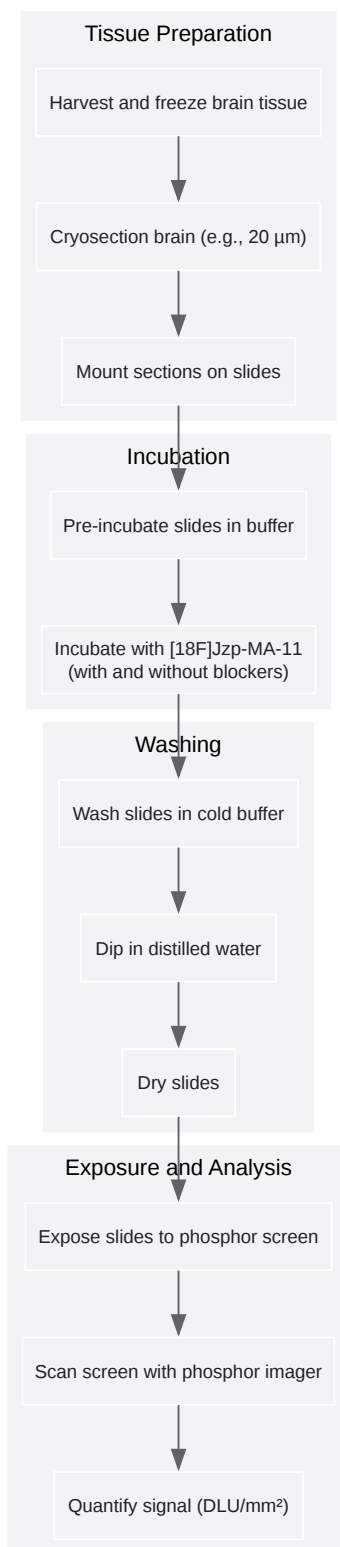 Tissue Preparation
Harvest and freeze brain tissue
Cryosection brain (e.g., 20 µm)
Mount sections on slides
Incubation
Pre-incubate slides in buffer
Incubate with [18F]Jzp-MA-11
(with and without blockers)
Washing
Wash slides in cold buffer
Dip in distilled water
Dry slides
Exposure and Analysis
Expose slides to phosphor screen
Scan screen with phosphor imager
Quantify signal (DLU/mm²)